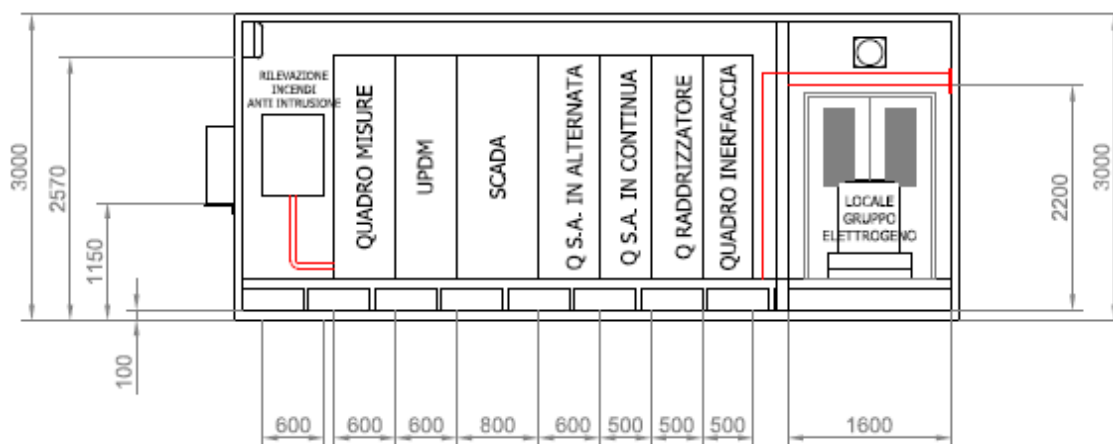 RILEVAZIONE
INCENDI
ANTI INTRUSIONE
QUADRO MISURE
UPDM
SCADA
Q S.A. IN ALTERNATA
Q S.A. IN CONTINUA
Q RADDRIZZATORE
QUADRO INERFACCIA
LOCALE
GRUPPO
ELETTROGENO
3000
2570
1150
100
3000
2200
600
600
600
800
600
500
500
500
1600